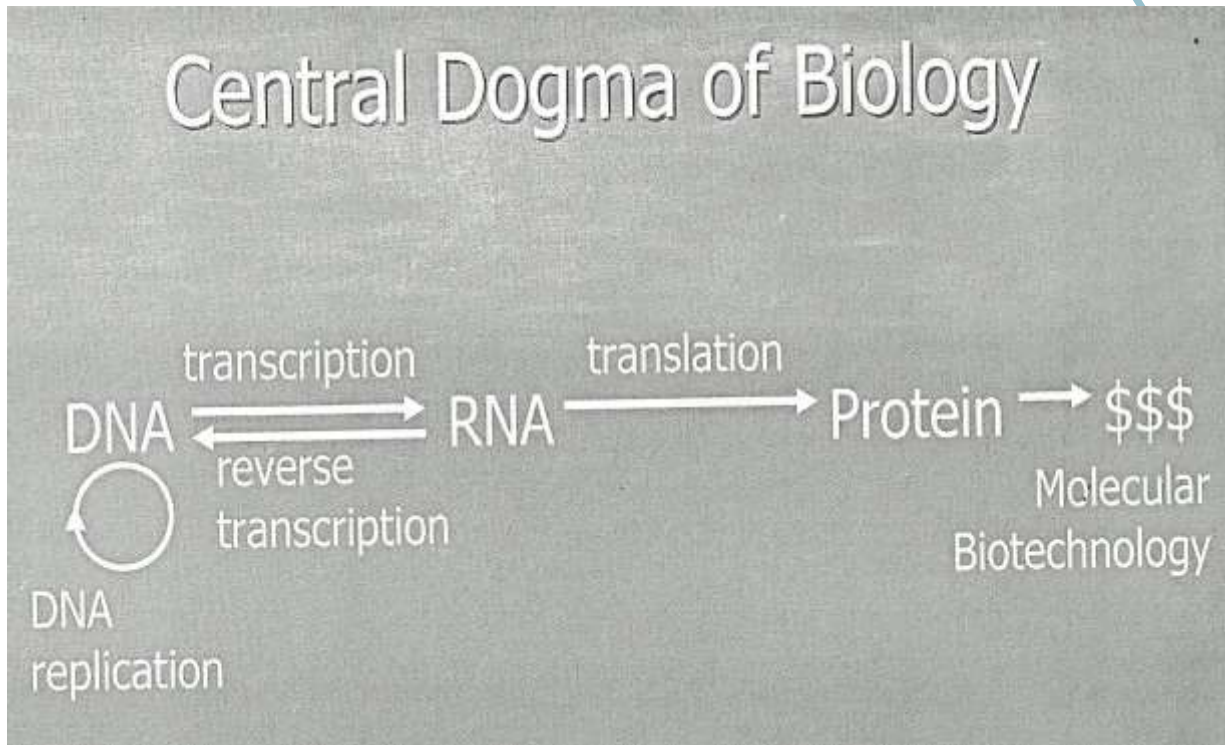 Central Dogma of Biology
transcription
translation
DNA
RNA
Protein
$$$
reverse
transcription
Molecular
Biotechnology
DNA
replication